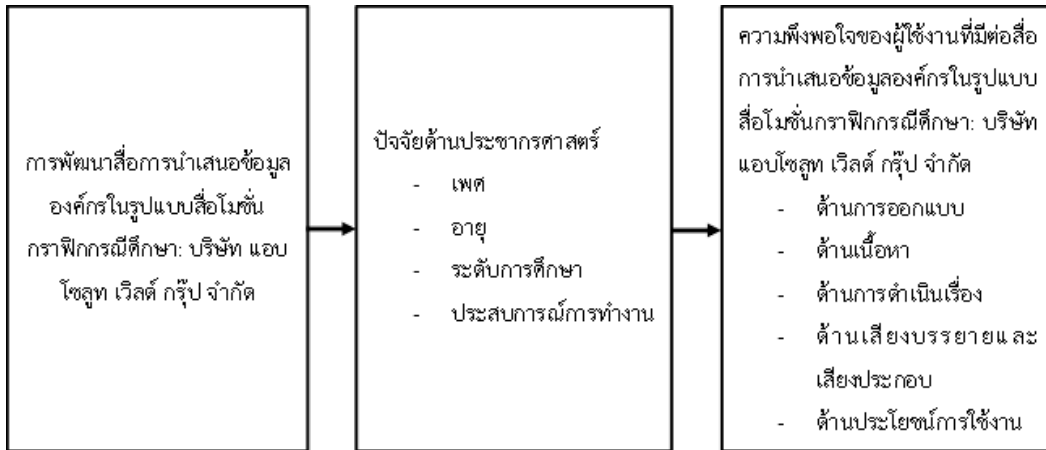 การพัฒนาสื่อการนำเสนอข้อมูล
องค์กรในรูปแบบสื่อโมชั่น
กราฟิกกรณีศึกษา: บริษัท แอบ
โซลูท เวิลด์ กรุ๊ป จำกัด
ปัจจัยด้านประชากรศาสตร์
- เพศ
- อายุ
- ระดับการศึกษา
- ประสบการณ์การทำงาน
ความพึงพอใจของผู้ใช้งานที่มีต่อสื่อ
การนำเสนอข้อมูลองค์กรในรูปแบบ
สื่อโมชั่นกราฟิกกรณีศึกษา: บริษัท
แอบโซลูท เวิลด์ กรุ๊ป จำกัด
- ด้านการออกแบบ
- ด้านเนื้อหา
- ด้านการดำเนินเรื่อง
- ด้านเสียงบรรยายและ
เสียงประกอบ
- ด้านประโยชน์การใช้งาน